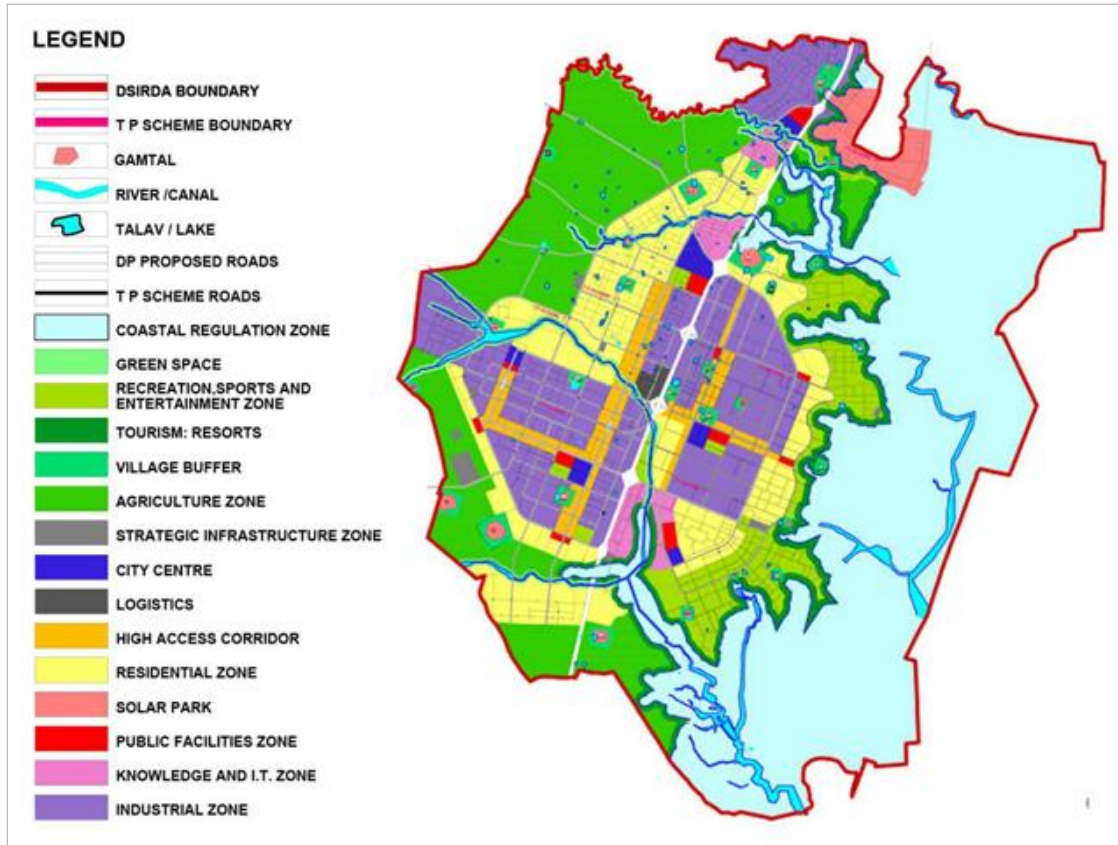 LEGEND
DSIRDA BOUNDARY
T P SCHEME BOUNDARY
GAMTAL
RIVER /CANAL
TALAV / LAKE
DP PROPOSED ROADS
T P SCHEME ROADS
COASTAL REGULATION ZONE
GREEN SPACE
RECREATION,SPORTS AND
ENTERTAINMENT ZONE
TOURISM: RESORTS
VILLAGE BUFFER
AGRICULTURE ZONE
STRATEGIC INFRASTRUCTURE ZONE
CITY CENTRE
LOGISTICS
HIGH ACCESS CORRIDOR
RESIDENTIAL ZONE
SOLAR PARK
PUBLIC FACILITIES ZONE
KNOWLEDGE AND I.T. ZONE
INDUSTRIAL ZONE